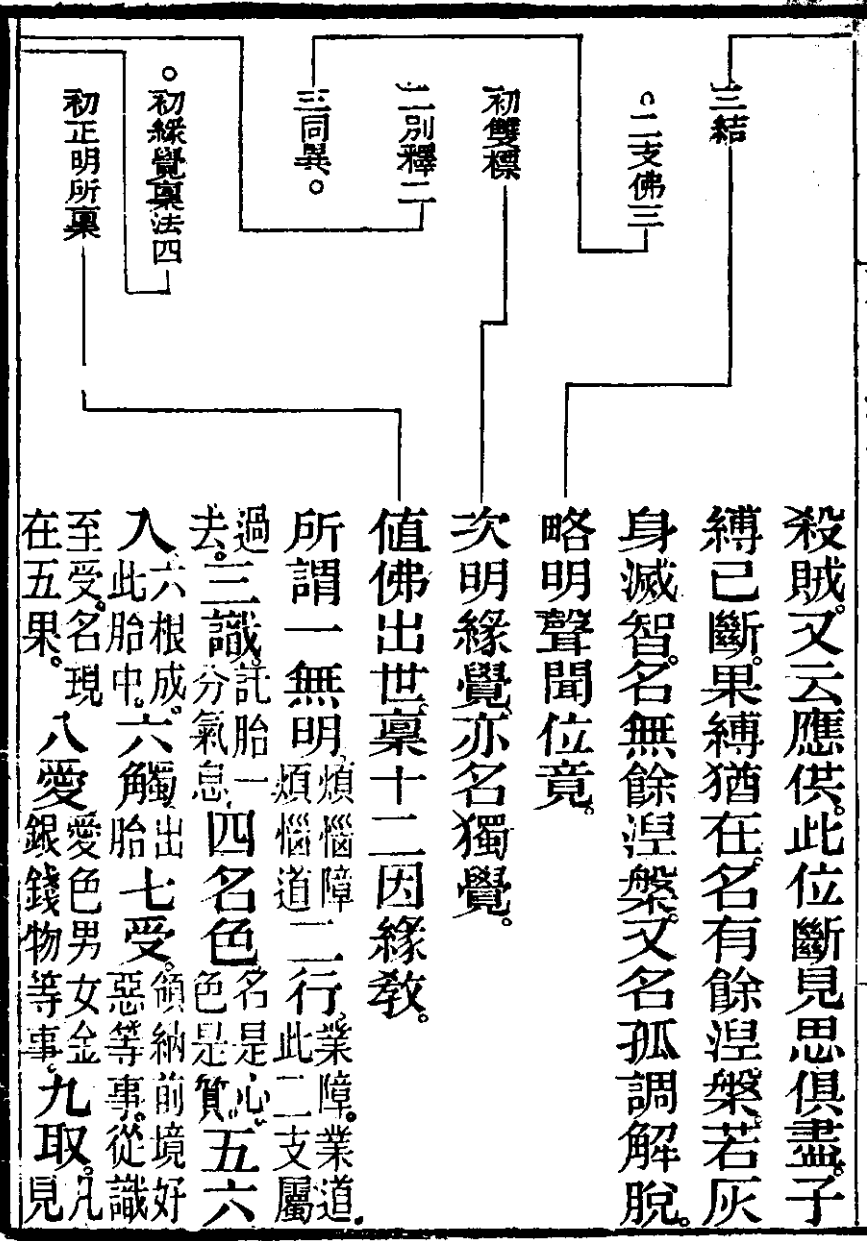 三結
○二支佛三
初雙標
二別釋二
三同異○
○初緣覺稟法四
初正明所稟
殺賊。又云應供。此位斷見思俱盡。子
縛已斷。果縛猶在。名有餘涅槃。若灰
身滅智。名無餘涅槃。又名孤調解脫。
略明聲聞位竟。
次明緣覺。亦名獨覺。
值佛出世。稟十二因緣教。
所謂一無明。煩惱障煩惱道二行。業障。業道。此二支屬
過去。三識。託胎一分氣息。四名色名是心。色是質。五六
入六根成。此胎中。六觸出胎七受。領納前境好惡等事。從識
至受。名現在五果。八愛愛色男女金銀錢物等事。九取。凡見